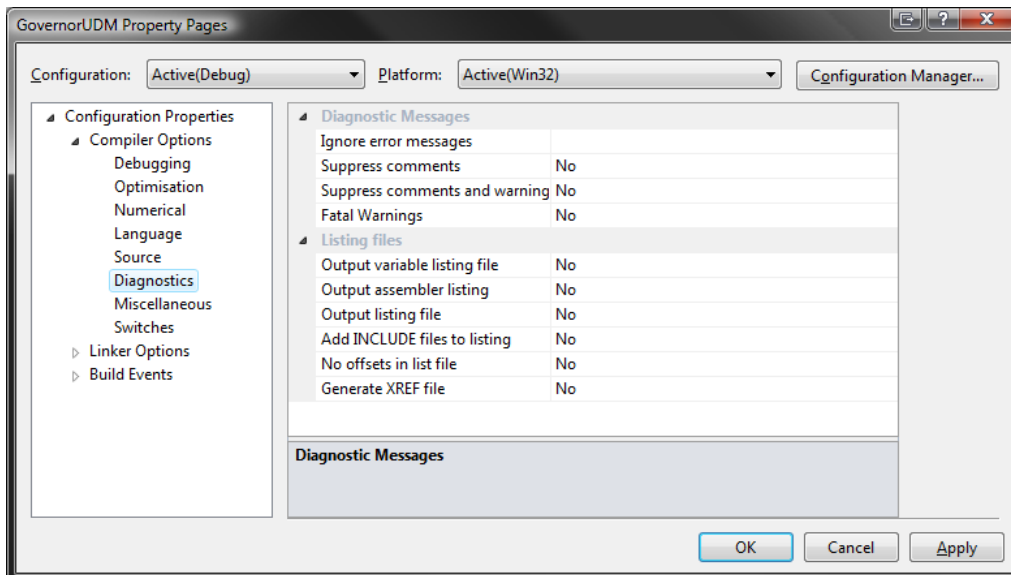 GovernorUDM Property Pages
Configuration: Active(Debug) Platform: Active(Win32) Configuration Manager...
Configuration Properties
Compiler Options
Debugging
Optimisation
Numerical
Language
Source
Diagnostics
Miscellaneous
Switches
Linker Options
Build Events
Diagnostic Messages
Ignore error messages
Suppress comments No
Suppress comments and warning No
Fatal Warnings No
Listing files
Output variable listing file No
Output assembler listing No
Output listing file No
Add INCLUDE files to listing No
No offsets in list file No
Generate XREF file No
Diagnostic Messages
OK Cancel Apply